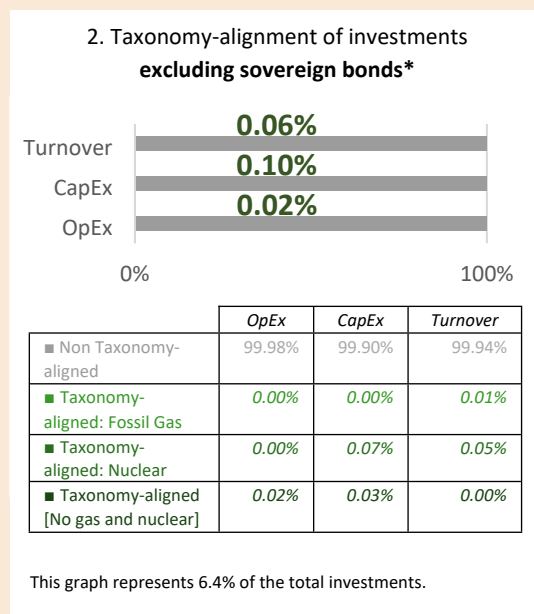 2. Taxonomy-alignment of investments
excluding sovereign bonds*
0.06%
Turnover
0.10%
CapEx
0.02%
OpEx
0% 100%
OpEx CapEx Turnover
■ Non Taxonomy- 99.98% 99.90% 99.94%
aligned
■ Taxonomy- 0.00% 0.00% 0.01%
aligned: Fossil Gas
■ Taxonomy- 0.00% 0.07% 0.05%
aligned: Nuclear
■ Taxonomy-aligned 0.02% 0.03% 0.00%
[No gas and nuclear]
This graph represents 6.4% of the total investments.